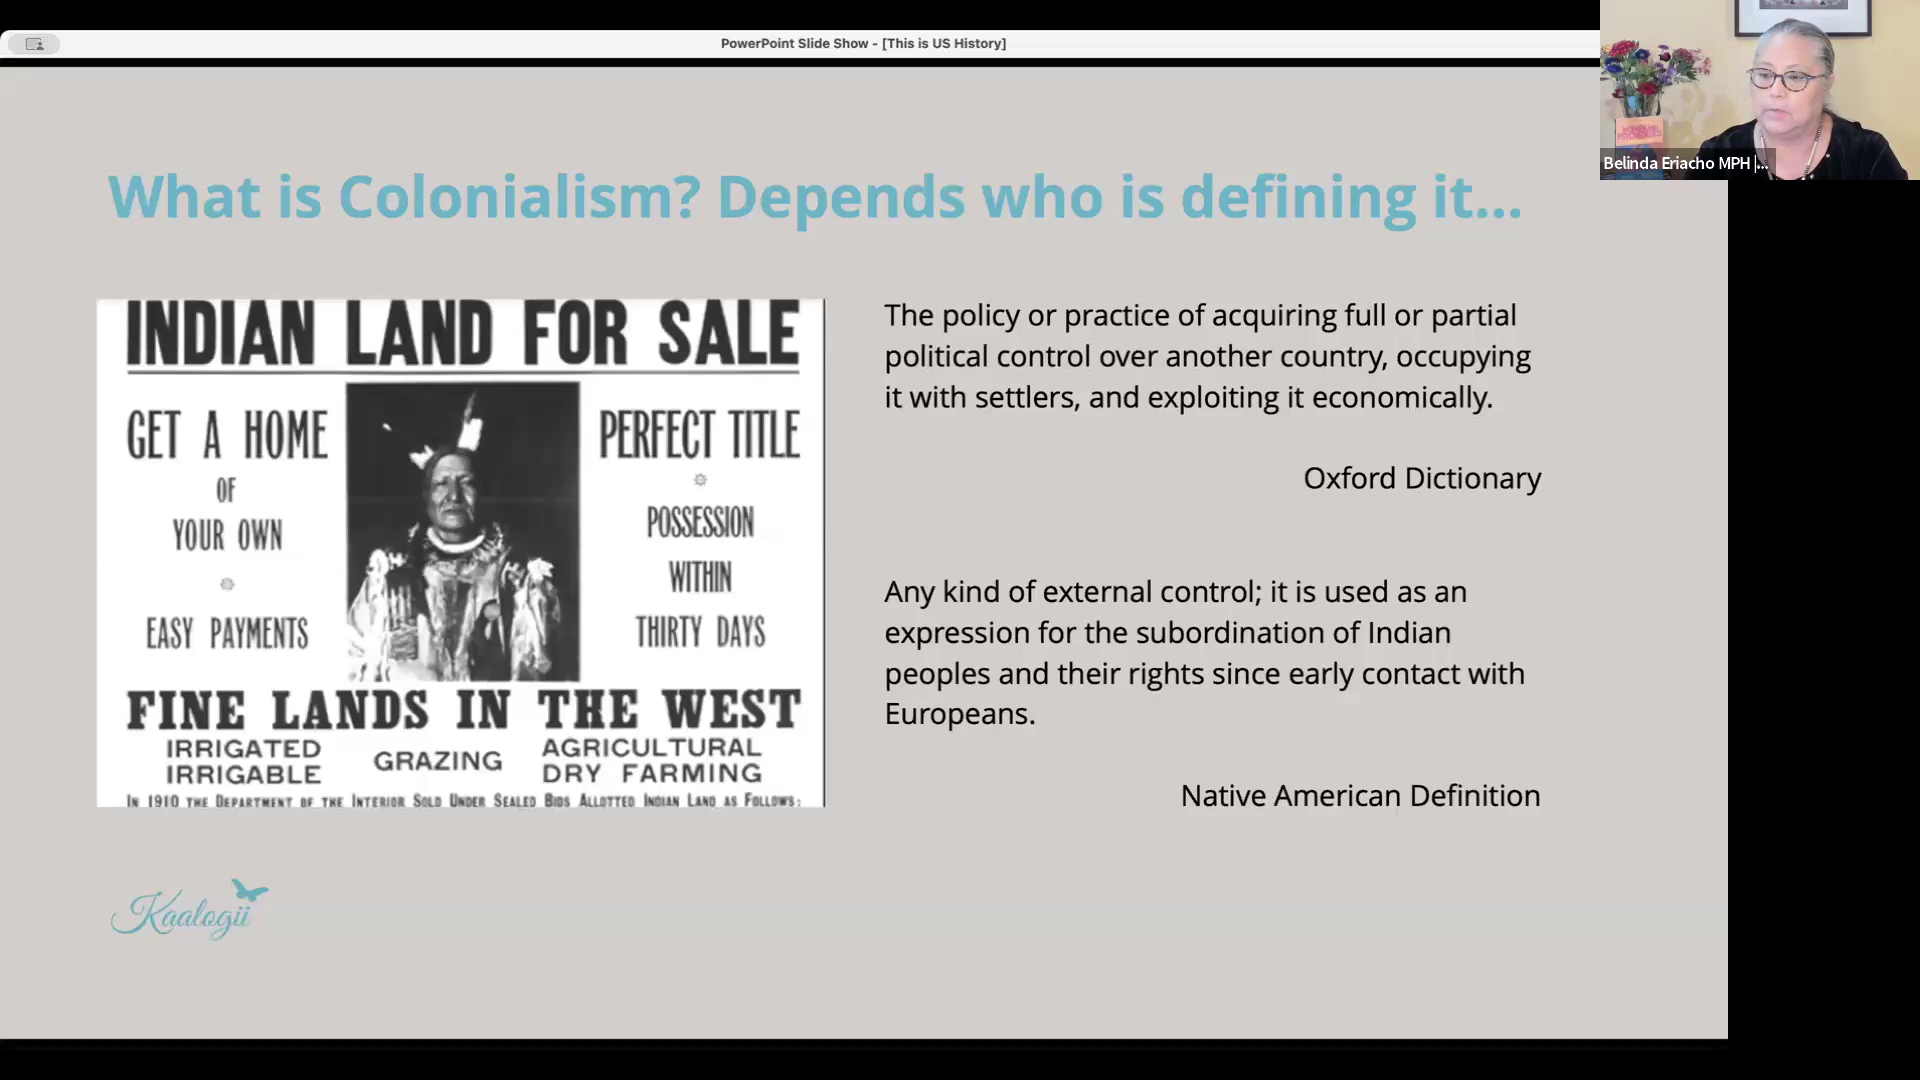 PowerPoint Slide Show - [This is US History]
Belinda Eriacho MPH |...
What is Colonialism? Depends who is defining it...
INDIAN LAND FOR SALE
GET A HOME
OF
YOUR OWN
EASY PAYMENTS
PERFECT TITLE
POSSESSION
WITHIN
THIRTY DAYS
FINE LANDS IN THE WEST
IRRIGATED
IRRIGABLE
GRAZING
AGRICULTURAL
DRY FARMING
IN 1910 THE DEPARTMENT OF THE INTERIOR SOLD UNDER SEALED BIDS ALLOTTED INDIAN LAND AS FOLLOWS:
The policy or practice of acquiring full or partial
political control over another country, occupying
it with settlers, and exploiting it economically.
Oxford Dictionary
Any kind of external control; it is used as an
expression for the subordination of Indian
peoples and their rights since early contact with
Europeans.
Native American Definition
Kaalogii